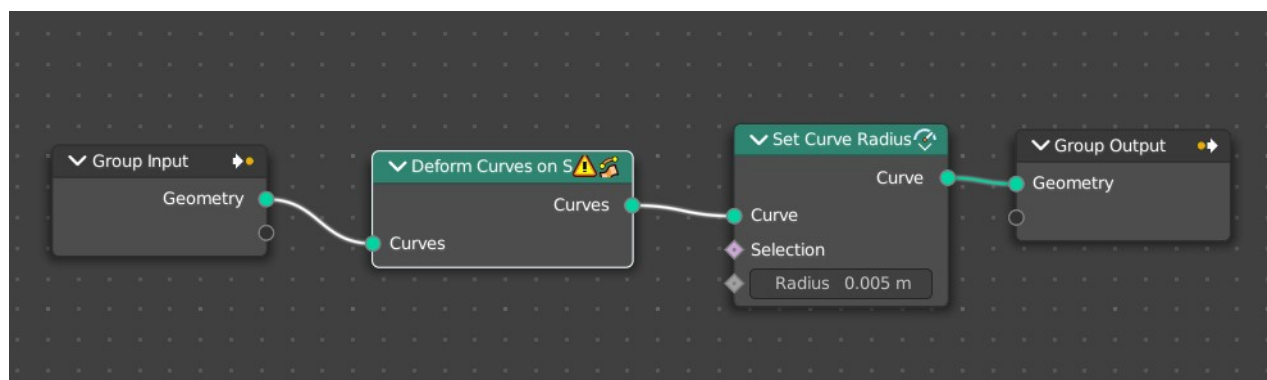 Group Input
Geometry
Deform Curves on S
Curves
Curves
Set Curve Radius
Curve
Curve
Selection
Radius 0.005 m
Group Output
Geometry